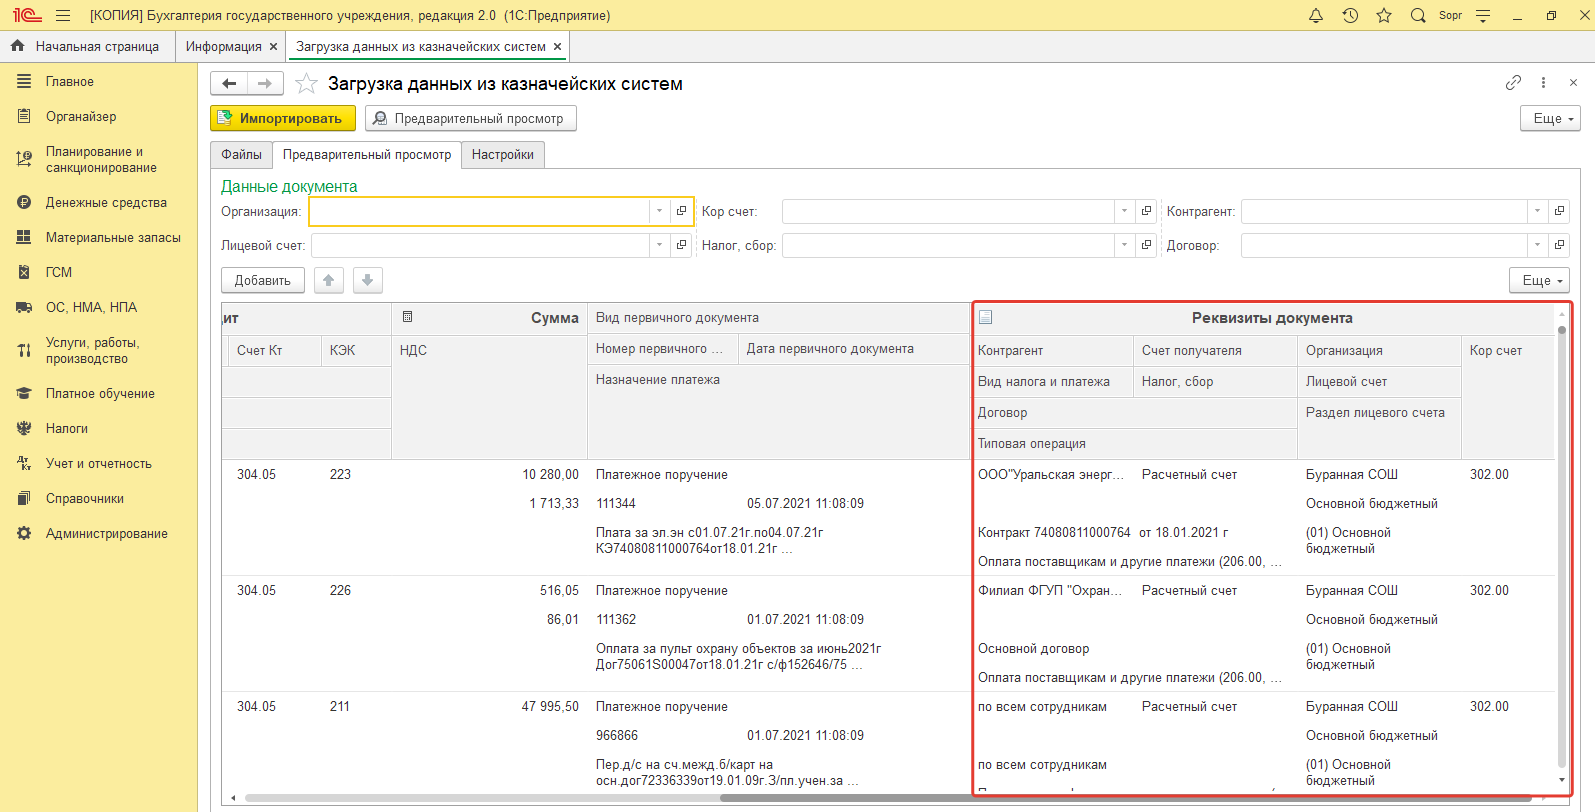 1С [КОПИЯ] Бухгалтерия государственного учреждения, редакция 2.0 (1С:Предприятие) Sopr
Начальная страница Информация × Загрузка данных из казначейских систем ×
Главное
Органайзер
Планирование и
санкционирование
Денежные средства
Материальные запасы
ГСМ
ОС, НМА, НПА
Услуги, работы,
производство
Платное обучение
Налоги
Дт Кт Учет и отчетность
Справочники
Администрирование
Загрузка данных из казначейских систем
Импортировать Предварительный просмотр Еще
Файлы Предварительный просмотр Настройки
Данные документа
Организация: Кор счет: Контрагент:
Лицевой счет: Налог, сбор: Договор:
Добавить Еще
ит Сумма Вид первичного документа Реквизиты документа
Счет Кт КЭК НДС Номер первичного ... Дата первичного документа Контрагент Счет получателя Организация Кор счет
Назначение платежа Вид налога и платежа Налог, сбор Лицевой счет
Договор Раздел лицевого счета
Типовая операция
304.05 223 10 280,00 Платежное поручение ООО"Уральская энерг... Расчетный счет Буранная СОШ 302.00
1 713,33 111344 05.07.2021 11:08:09 Основной бюджетный
Плата за эл.эн с01.07.21г.по04.07.21г Контракт 74080811000764 от 18.01.2021 г (01) Основной
КЭ74080811000764от18.01.21г ... бюджетный
Оплата поставщикам и другие платежи (206.00, ...
304.05 226 516,05 Платежное поручение Филиал ФГУП "Охран... Расчетный счет Буранная СОШ 302.00
86,01 111362 01.07.2021 11:08:09 Основной бюджетный
Оплата за пульт охрану объектов за июнь2021г Основной договор (01) Основной
Дог75061S00047от18.01.21г с/ф152646/75 ... бюджетный
Оплата поставщикам и другие платежи (206.00, ...
304.05 211 47 995,50 Платежное поручение по всем сотрудникам Расчетный счет Буранная СОШ 302.00
966866 01.07.2021 11:08:09 Основной бюджетный
Пер.д/с на сч.межд.б/карт на по всем сотрудникам (01) Основной
осн.дог72336339от19.01.09г.З/пл.учен.за ... бюджетный